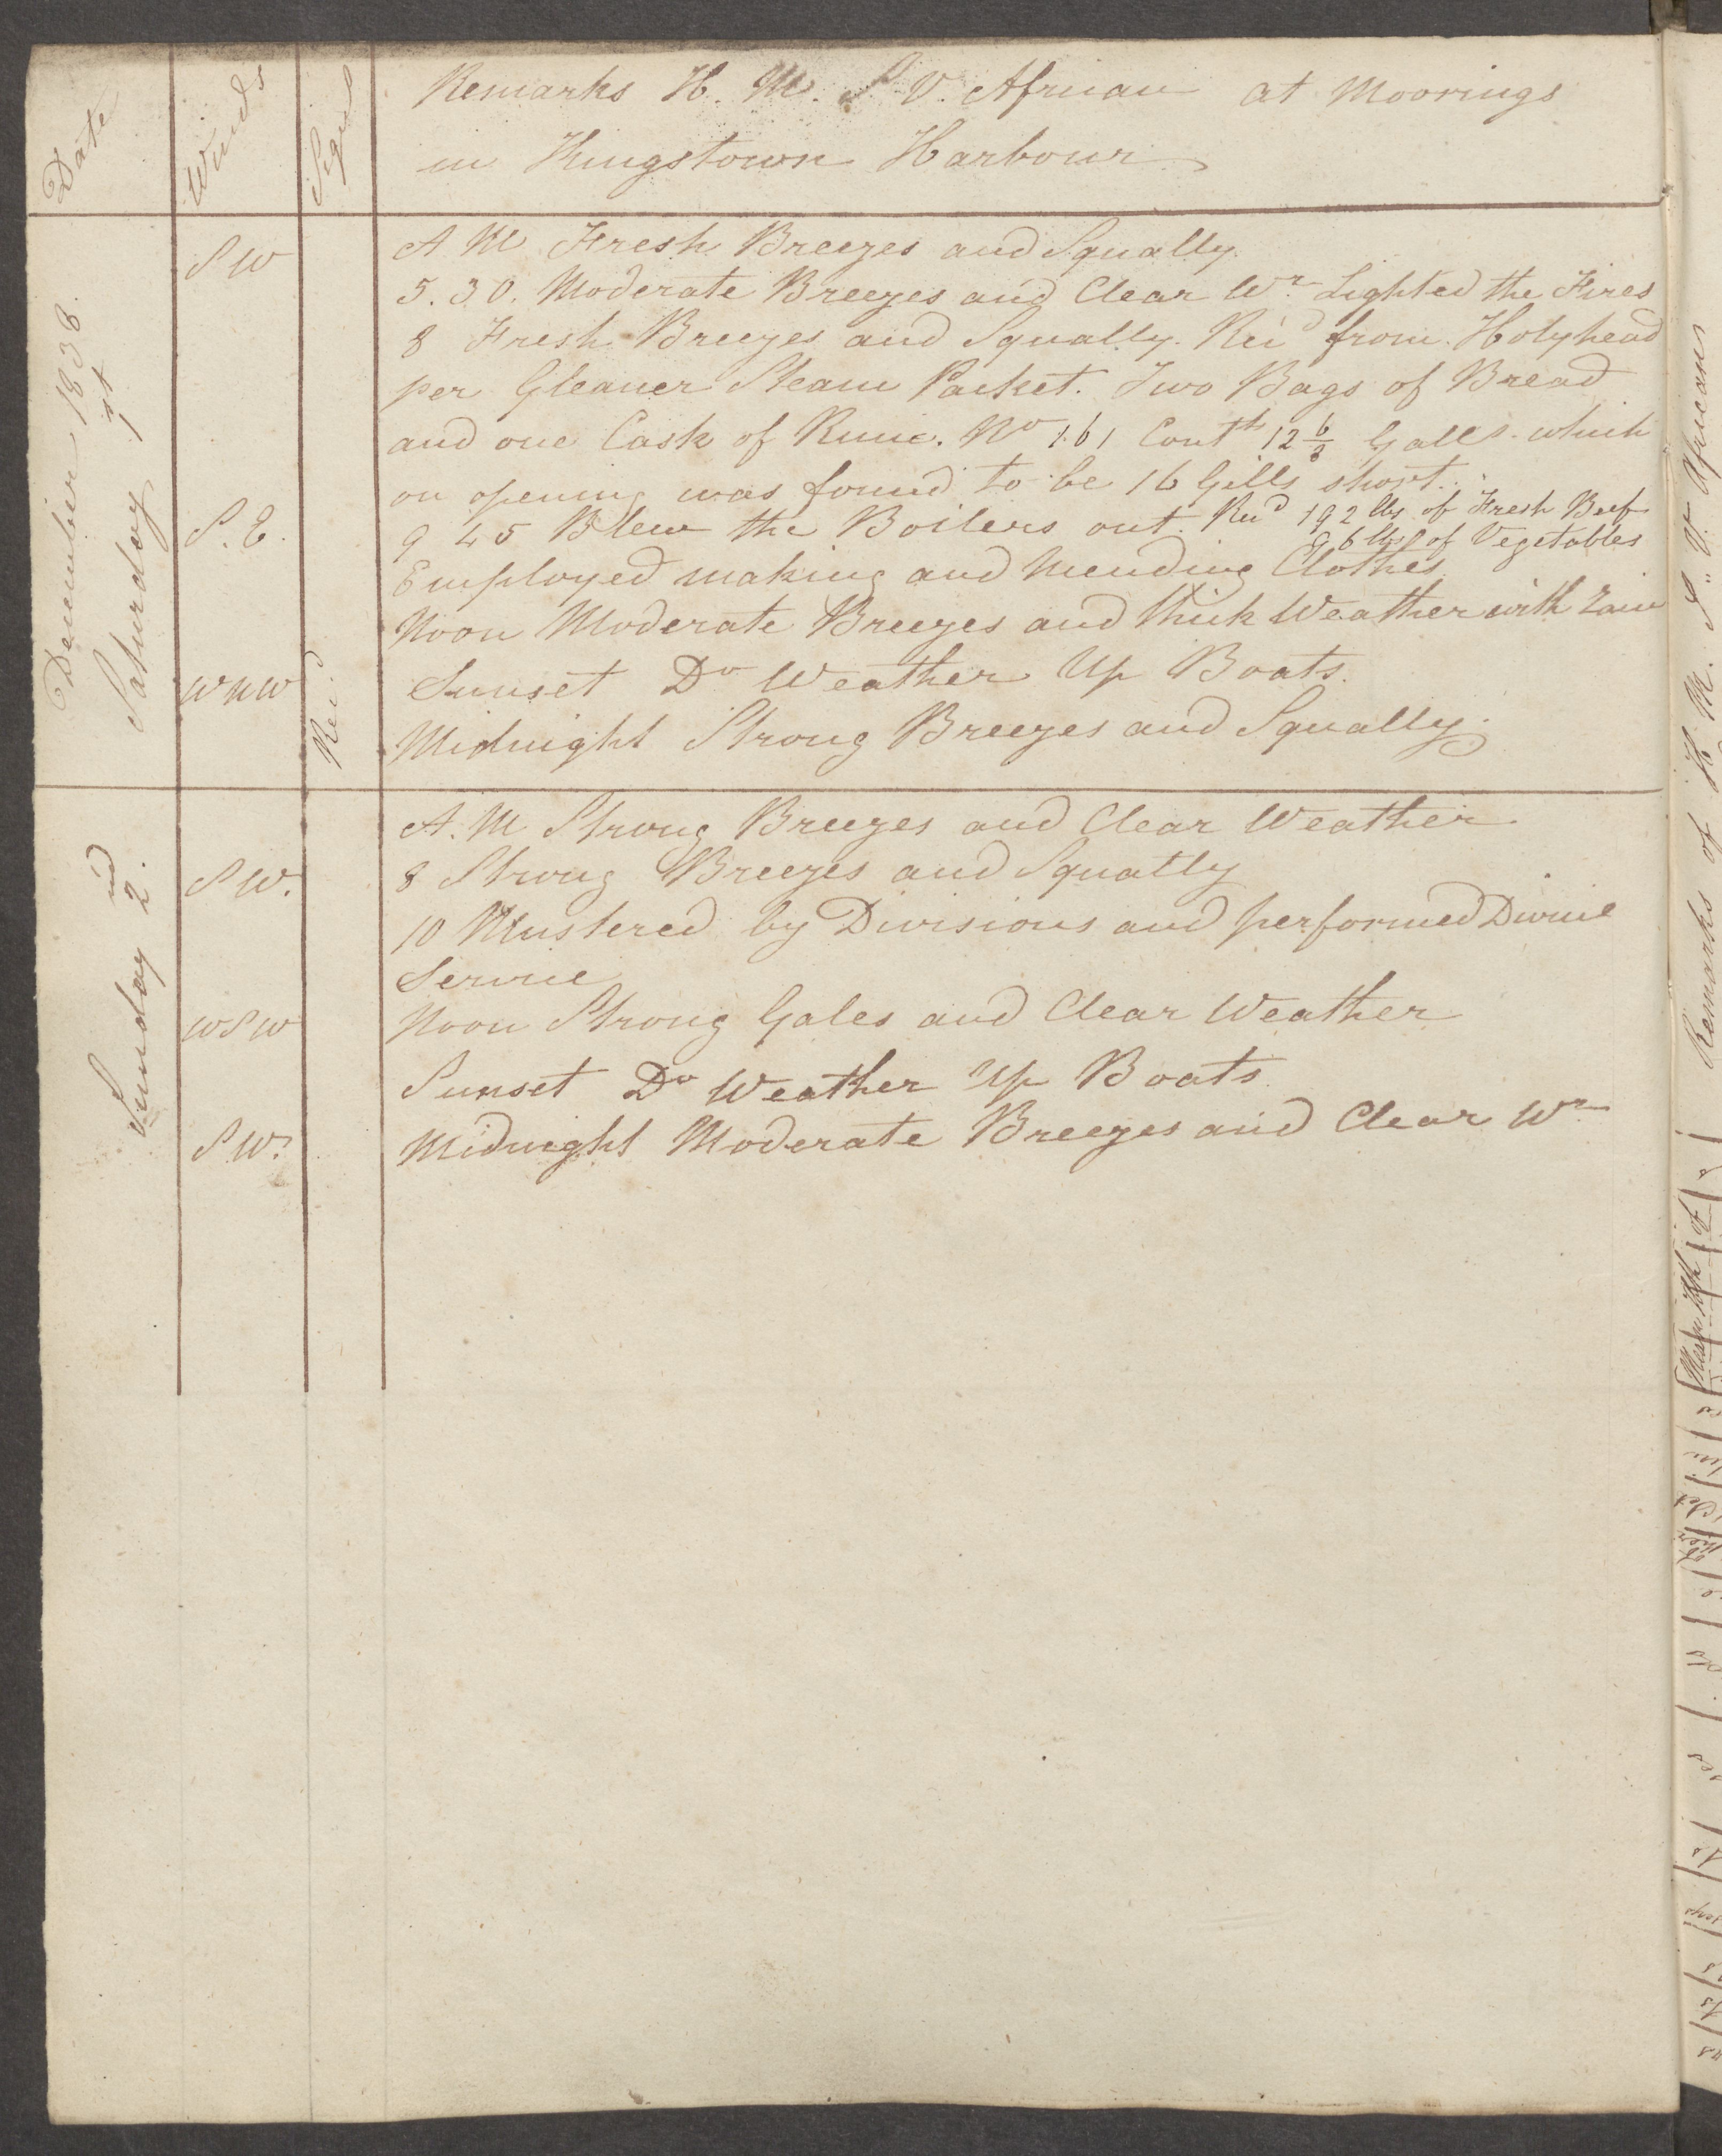 Date
Winds
Signl
Remarks H. M. S. V. African at Moorings
in Kingstown Harbour
December 1838.
Saturday 1st
SW
S. E.
WNW
Recd.
A M Fresh Breezes and Squally.
5. 30. Moderate Breezes and Clear Wr. Lighted the Fires
8 Fresh Breezes and Squally. Recd from Holyhead
per Gleaner Steam Packet. Two Bags of Bread
and one Cask of Rum. No 161 Contg 12 6/8 Galls. which
on opening was found to be 16 Gills short.
9 45 Blew the Boilers out. Recd 192 lbs of Fresh Beef
96 lbs of Vegetables
Employed making and Mending Clothes
Noon Moderate Breezes and thick Weather with rain
Sunset Do Weather Up Boats.
Midnight Strong Breezes and Squally.
Sunday 2nd.
SW.
WSW
SW.
A. M Strong Breezes and Clear Weather
8 Strong Breezes and Squally
10 Mustered by Divisions and performed Divine
Service
Noon Strong Gales and Clear Weather
Sunset Do Weather Up Boats.
Midnight Moderate Breezes and Clear Wr
Remarks of H. M. S. V. African